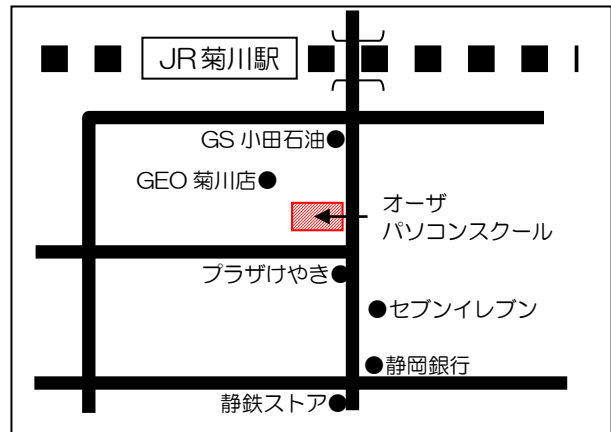 JR菊川駅
GS 小田石油●
GEO 菊川店●
オーザ
パソコンスクール
プラザけやき●
●セブンイレブン
●静岡銀行
静鉄ストア●